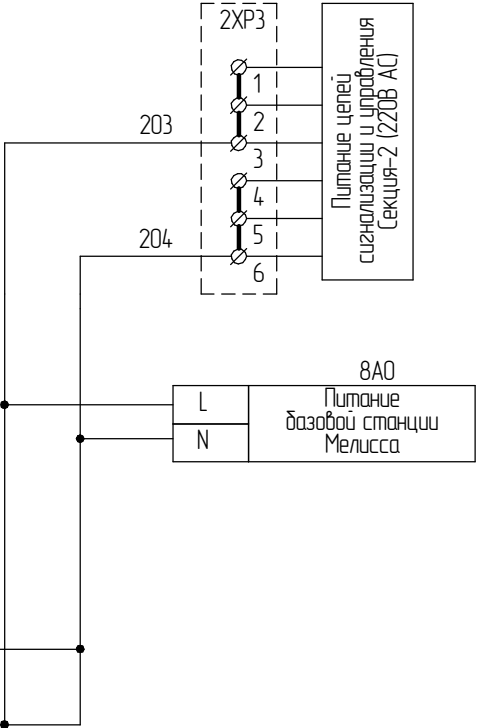 2XP3
1
2
3
4
5
6
203
204
Питание цепей
сигнализации и управления
Секция-2 (220В АС)
8А0
L
N
Питание
базовой станции
Мелисса